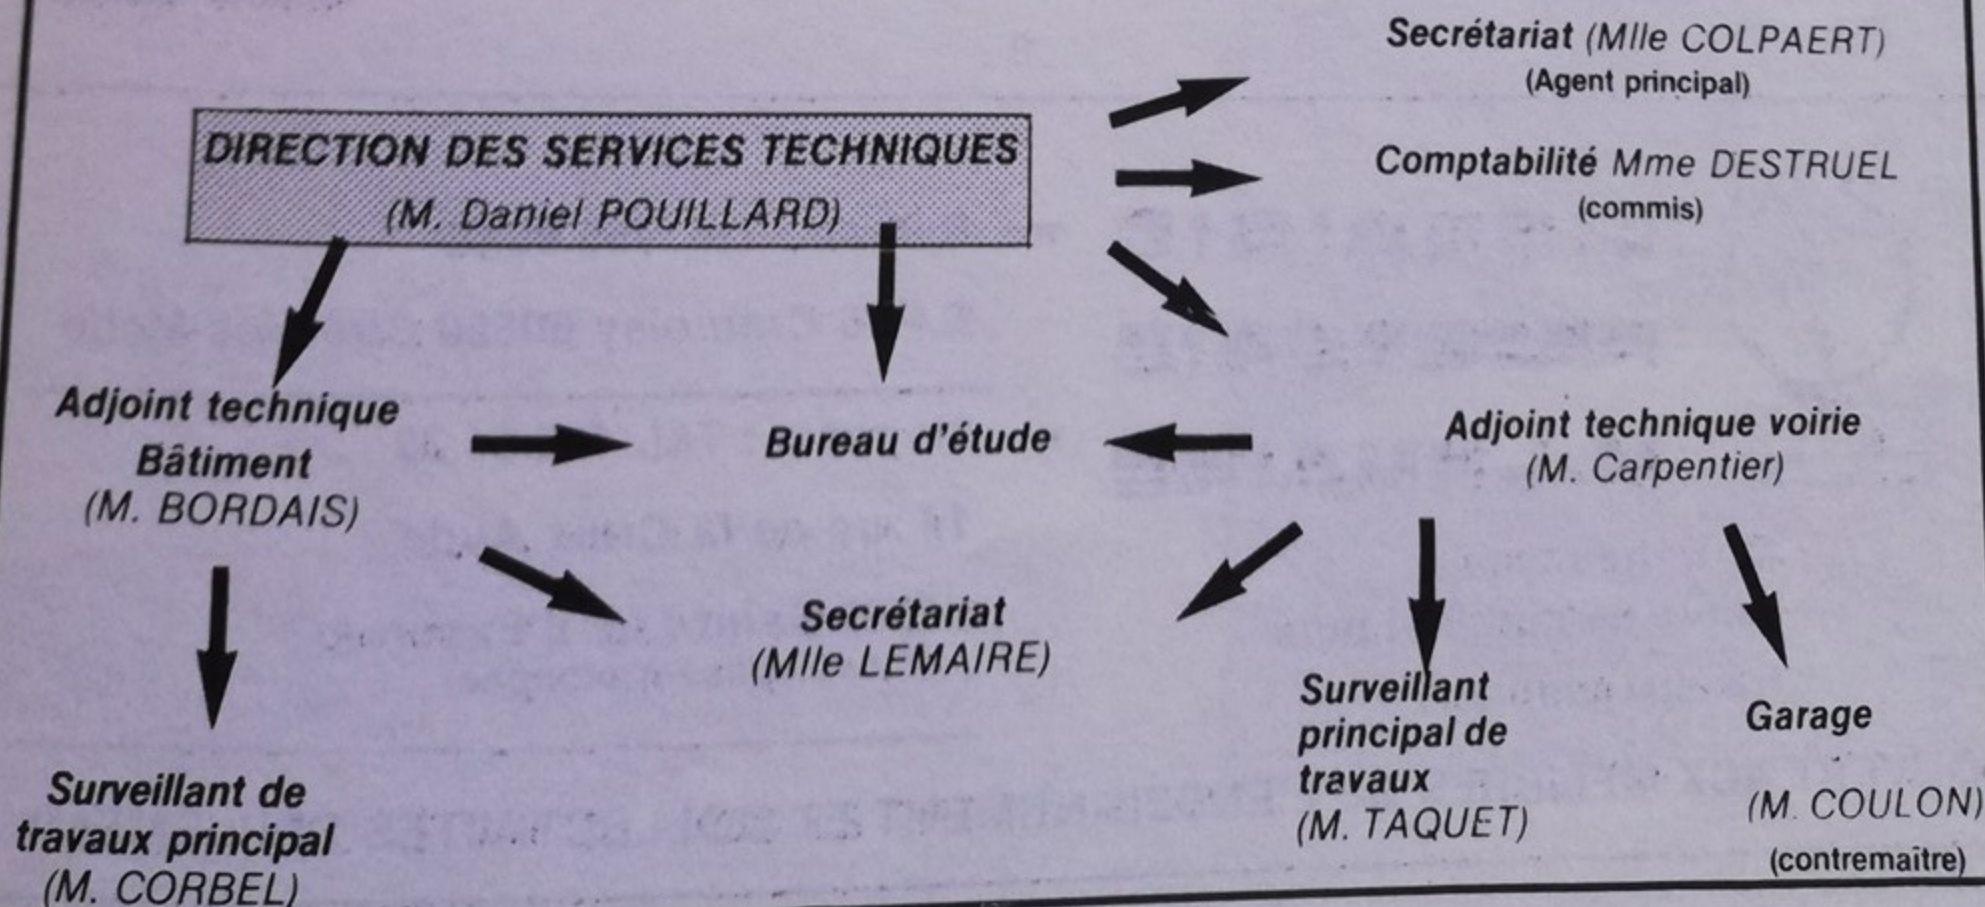 Secrétariat (Mlle COLPAERT)
(Agent principal)
DIRECTION DES SERVICES TECHNIQUES
(M. Daniel POUILLARD)
Comptabilité Mme DESTRUEL
(commis)
Adjoint technique
Bâtiment
(M. BORDAIS)
Bureau d'étude
Adjoint technique voirie
(M. Carpentier)
Secrétariat
(Mlle LEMAIRE)
Surveillant de
travaux principal
(M. CORBEL)
Surveillant
principal de
travaux
(M. TAQUET)
Garage
(M. COULON)
(contremaître)